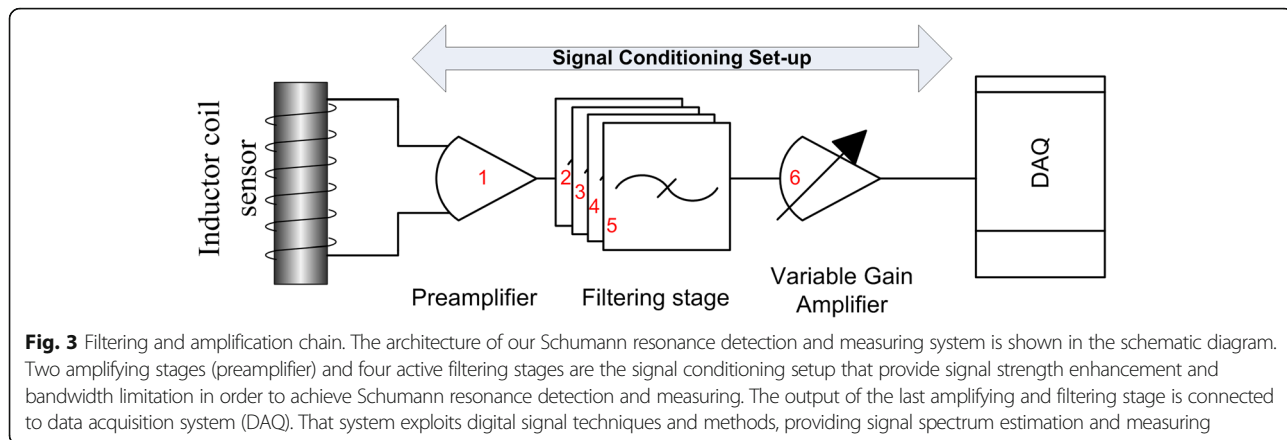 Signal Conditioning Set-up
Inductor coil
sensor
1
2
3
4
5
6
DAQ
Preamplifier
Filtering stage
Variable Gain
Amplifier
Fig. 3 Filtering and amplification chain. The architecture of our Schumann resonance detection and measuring system is shown in the schematic diagram.
Two amplifying stages (preamplifier) and four active filtering stages are the signal conditioning setup that provide signal strength enhancement and
bandwidth limitation in order to achieve Schumann resonance detection and measuring. The output of the last amplifying and filtering stage is connected
to data acquisition system (DAQ). That system exploits digital signal techniques and methods, providing signal spectrum estimation and measuring